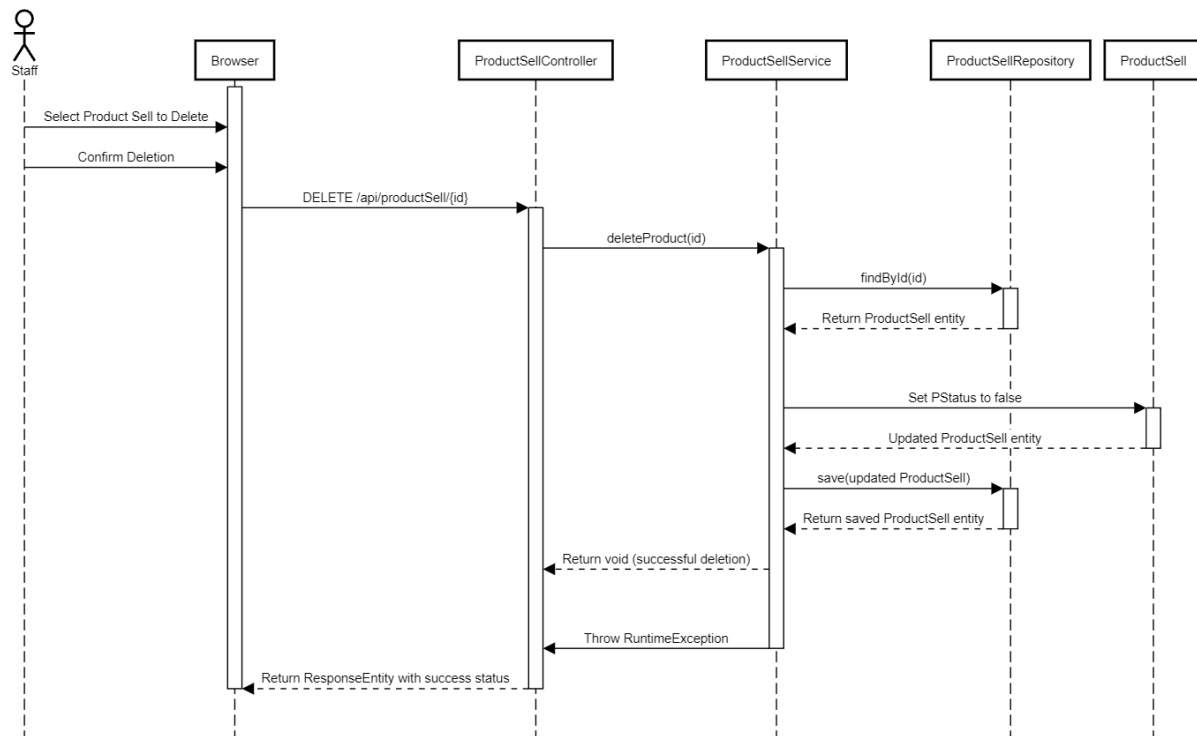 Staff
Browser
ProductSellController
ProductSellService
ProductSellRepository
ProductSell
Select Product Sell to Delete
Confirm Deletion
DELETE /api/productSell/{id}
deleteProduct(id)
findById(id)
Return ProductSell entity
Set PStatus to false
Updated ProductSell entity
save(updated ProductSell)
Return saved ProductSell entity
Return void (successful deletion)
Throw RuntimeException
Return ResponseEntity with success status